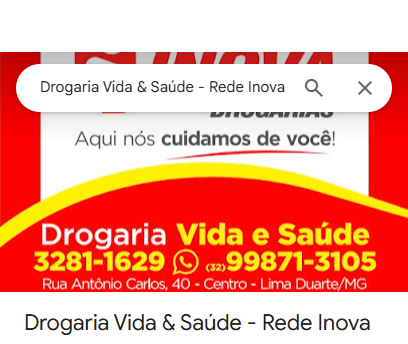 INOVA
Drogaria Vida & Saúde - Rede Inova
DROGARIAS
Aqui nós cuidamos de você!
Drogaria Vida e Saúde
3281-1629 (32)99871-3105
Rua Antônio Carlos, 40 - Centro - Lima Duarte/MG
Drogaria Vida & Saúde - Rede Inova